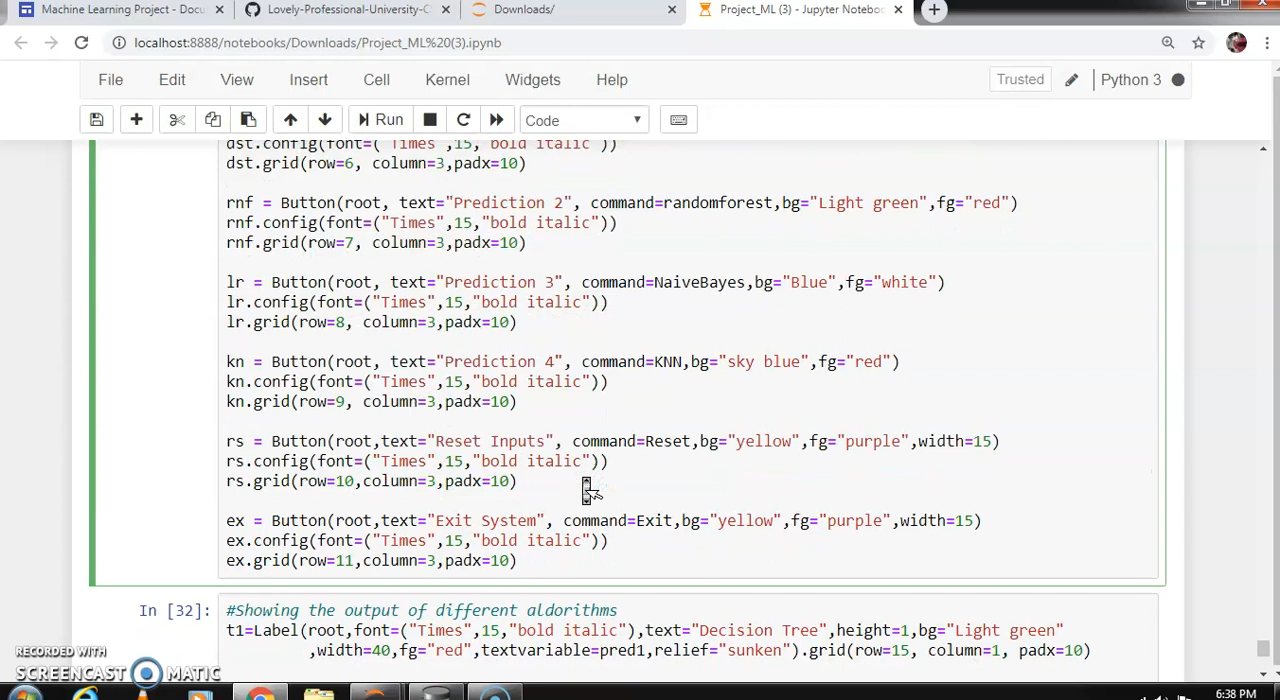 Machine Learning Project - Docu
Lovely-Professional-University-C
Downloads/
Project_ML (3) - Jupyter Noteboo
localhost:8888/notebooks/Downloads/Project_ML%20(3).ipynb
File Edit View Insert Cell Kernel Widgets Help Trusted Python 3
Run Code
dst.config(font=("Times",15,"bold italic"))
dst.grid(row=6, column=3,padx=10)
rnf = Button(root, text="Prediction 2", command=randomforest,bg="Light green",fg="red")
rnf.config(font=("Times",15,"bold italic"))
rnf.grid(row=7, column=3,padx=10)
lr = Button(root, text="Prediction 3", command=NaiveBayes,bg="Blue",fg="white")
lr.config(font=("Times",15,"bold italic"))
lr.grid(row=8, column=3,padx=10)
kn = Button(root, text="Prediction 4", command=KNN,bg="sky blue",fg="red")
kn.config(font=("Times",15,"bold italic"))
kn.grid(row=9, column=3,padx=10)
rs = Button(root,text="Reset Inputs", command=Reset,bg="yellow",fg="purple",width=15)
rs.config(font=("Times",15,"bold italic"))
rs.grid(row=10,column=3,padx=10)
ex = Button(root,text="Exit System", command=Exit,bg="yellow",fg="purple",width=15)
ex.config(font=("Times",15,"bold italic"))
ex.grid(row=11,column=3,padx=10)
In [32]: #Showing the output of different aldorithms
t1=Label(root,font=("Times",15,"bold italic"),text="Decision Tree",height=1,bg="Light green"
,width=40,fg="red",textvariable=pred1,relief="sunken").grid(row=15, column=1, padx=10)
RECORDED WITH
SCREENCAST MATIC
6:38 PM